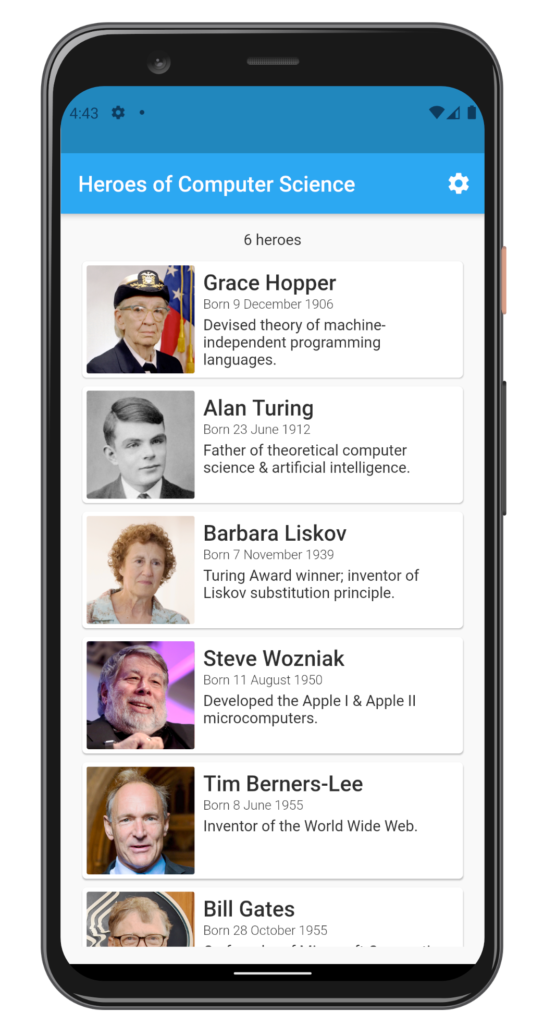 4:43
Heroes of Computer Science
6 heroes
Grace Hopper
Born 9 December 1906
Devised theory of machine-
independent programming
languages.
Alan Turing
Born 23 June 1912
Father of theoretical computer
science & artificial intelligence.
Barbara Liskov
Born 7 November 1939
Turing Award winner; inventor of
Liskov substitution principle.
Steve Wozniak
Born 11 August 1950
Developed the Apple I & Apple II
microcomputers.
Tim Berners-Lee
Born 8 June 1955
Inventor of the World Wide Web.
Bill Gates
Born 28 October 1955